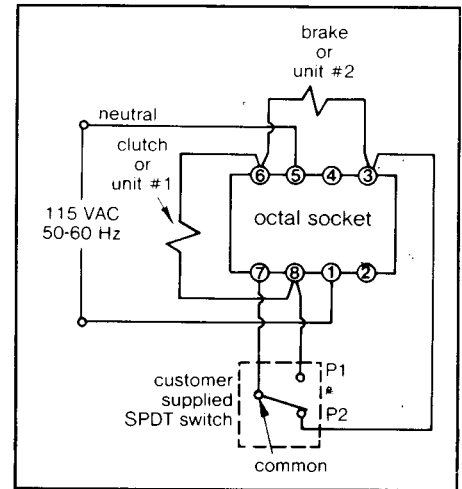 brake
or
unit #2
neutral
clutch
or
unit #1
6 5 4 3
115 VAC
50-60 Hz
octal socket
7 8 1 2
P1
customer
supplied
SPDT switch
P2
common